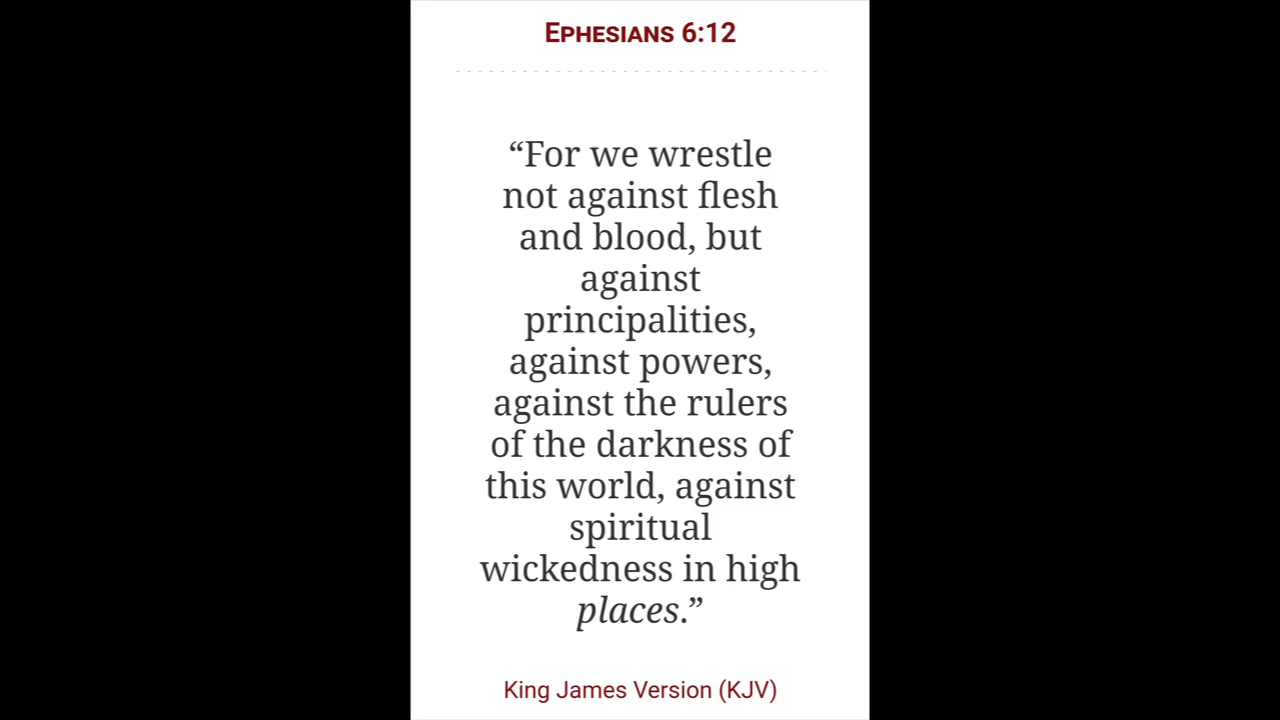 Ephesians 6:12
“For we wrestle
not against flesh
and blood, but
against
principalities,
against powers,
against the rulers
of the darkness of
this world, against
spiritual
wickedness in high
places.”
King James Version (KJV)